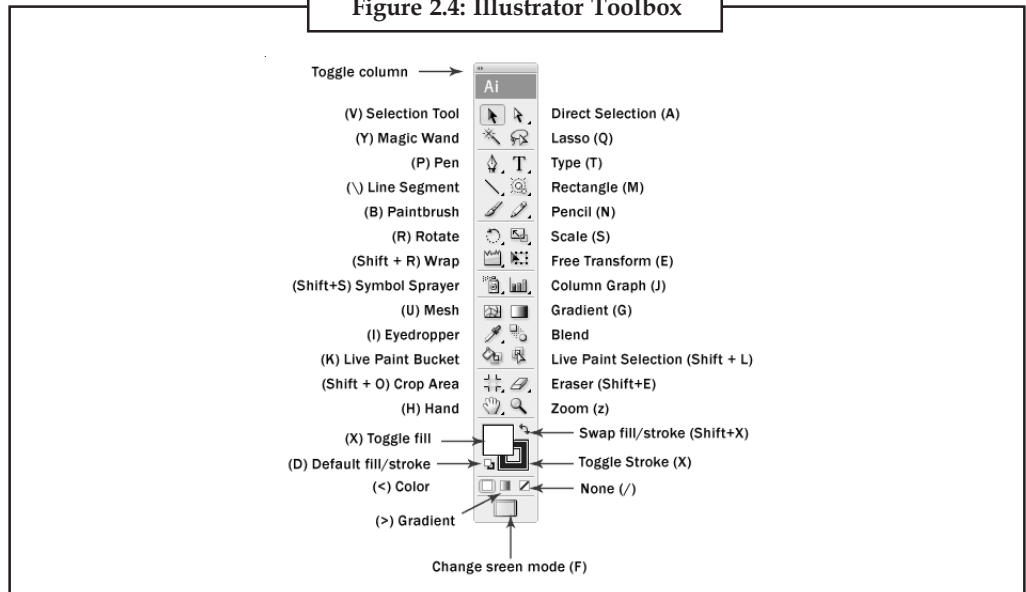 Figure 2.4: Illustrator Toolbox
Toggle column
Ai
(V) Selection Tool Direct Selection (A)
(Y) Magic Wand Lasso (Q)
(P) Pen Type (T)
(\) Line Segment Rectangle (M)
(B) Paintbrush Pencil (N)
(R) Rotate Scale (S)
(Shift + R) Wrap Free Transform (E)
(Shift+S) Symbol Sprayer Column Graph (J)
(U) Mesh Gradient (G)
(I) Eyedropper Blend
(K) Live Paint Bucket Live Paint Selection (Shift + L)
(Shift + O) Crop Area Eraser (Shift+E)
(H) Hand Zoom (z)
(X) Toggle fill Swap fill/stroke (Shift+X)
(D) Default fill/stroke Toggle Stroke (X)
(<) Color None (/)
(>) Gradient
Change sreen mode (F)